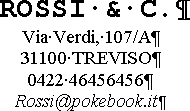 ROSSI & C.¶
Via Verdi, 107/A¶
31100 TREVISO¶
0422 46456456¶
Rossi@pokebook.it¶